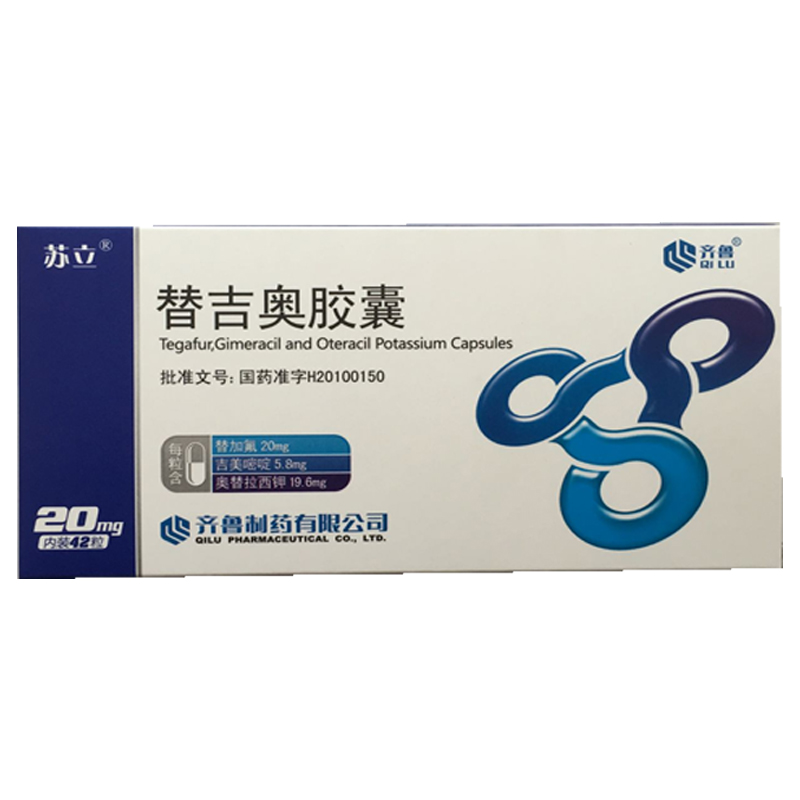 苏立®
齐鲁®
QILU
替吉奥胶囊
Tegafur,Gimeracil and Oteracil Potassium Capsules
批准文号:国药准字H20100150
每粒含
替加氟 20mg
吉美嘧啶 5.8mg
奥替拉西钾 19.6mg
20mg
内装42粒
齐鲁制药有限公司
QILU PHARMACEUTICAL CO., LTD.